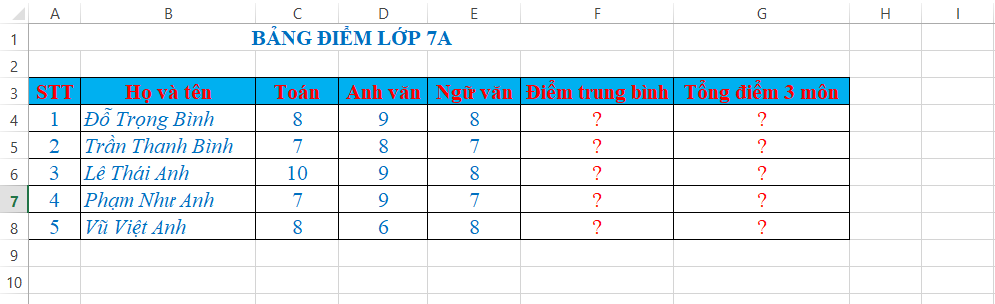 A B C D E F G H I
1 BẢNG ĐIỂM LỚP 7A
2
3 STT Họ và tên Toán Anh văn Ngữ văn Điểm trung bình Tổng điểm 3 môn
4 1 Đỗ Trọng Bình 8 9 8 ? ?
5 2 Trần Thanh Bình 7 8 7 ? ?
6 3 Lê Thái Anh 10 9 8 ? ?
7 4 Phạm Như Anh 7 9 7 ? ?
8 5 Vũ Việt Anh 8 6 8 ? ?
9
10